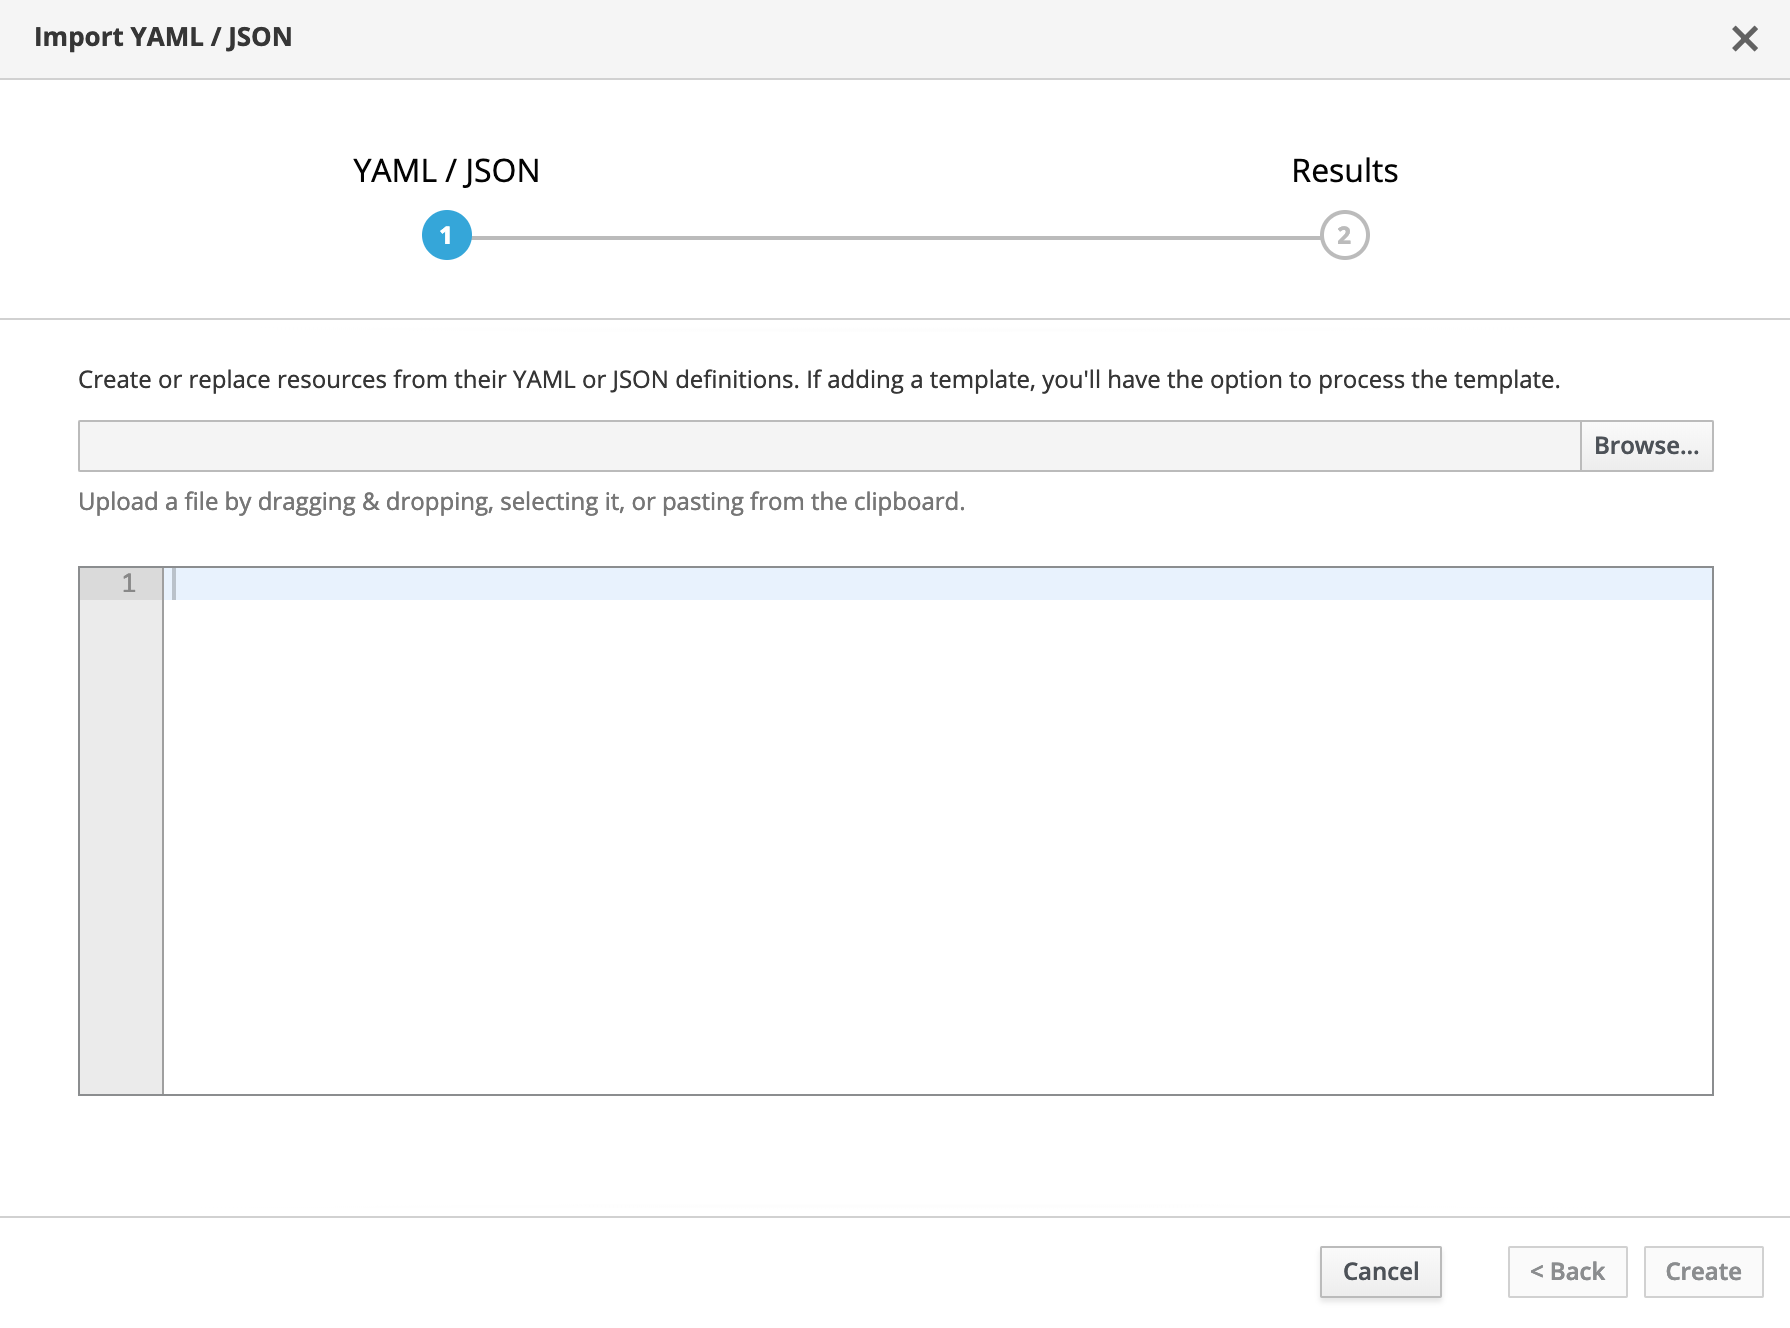 Import YAML / JSON
YAML / JSON
Results
1
2
Create or replace resources from their YAML or JSON definitions. If adding a template, you'll have the option to process the template.
Browse...
Upload a file by dragging & dropping, selecting it, or pasting from the clipboard.
1
Cancel
< Back
Create